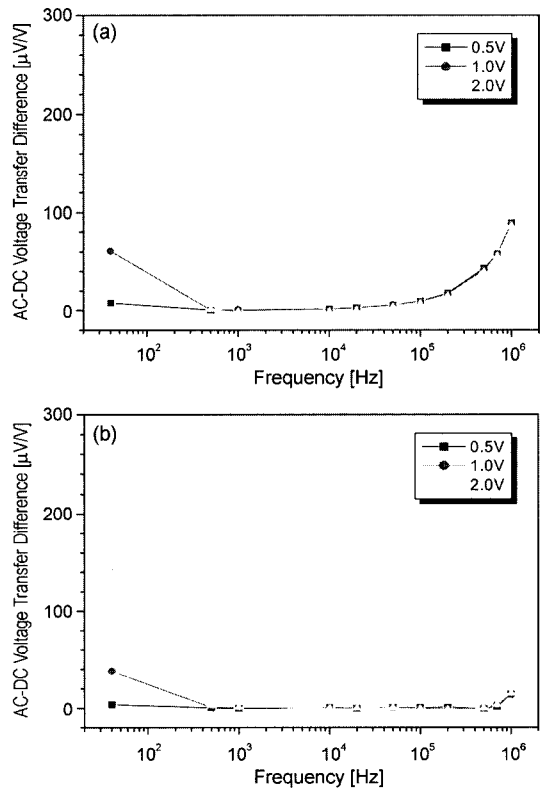 (a)
300
200
100
0
AC-DC Voltage Transfer Difference [µV/V]
0.5V
1.0V
2.0V
10² 10³ 10⁴ 10⁵ 10⁶
Frequency [Hz]
(b)
300
200
100
0
AC-DC Voltage Transfer Difference [µV/V]
0.5V
1.0V
2.0V
10² 10³ 10⁴ 10⁵ 10⁶
Frequency [Hz]